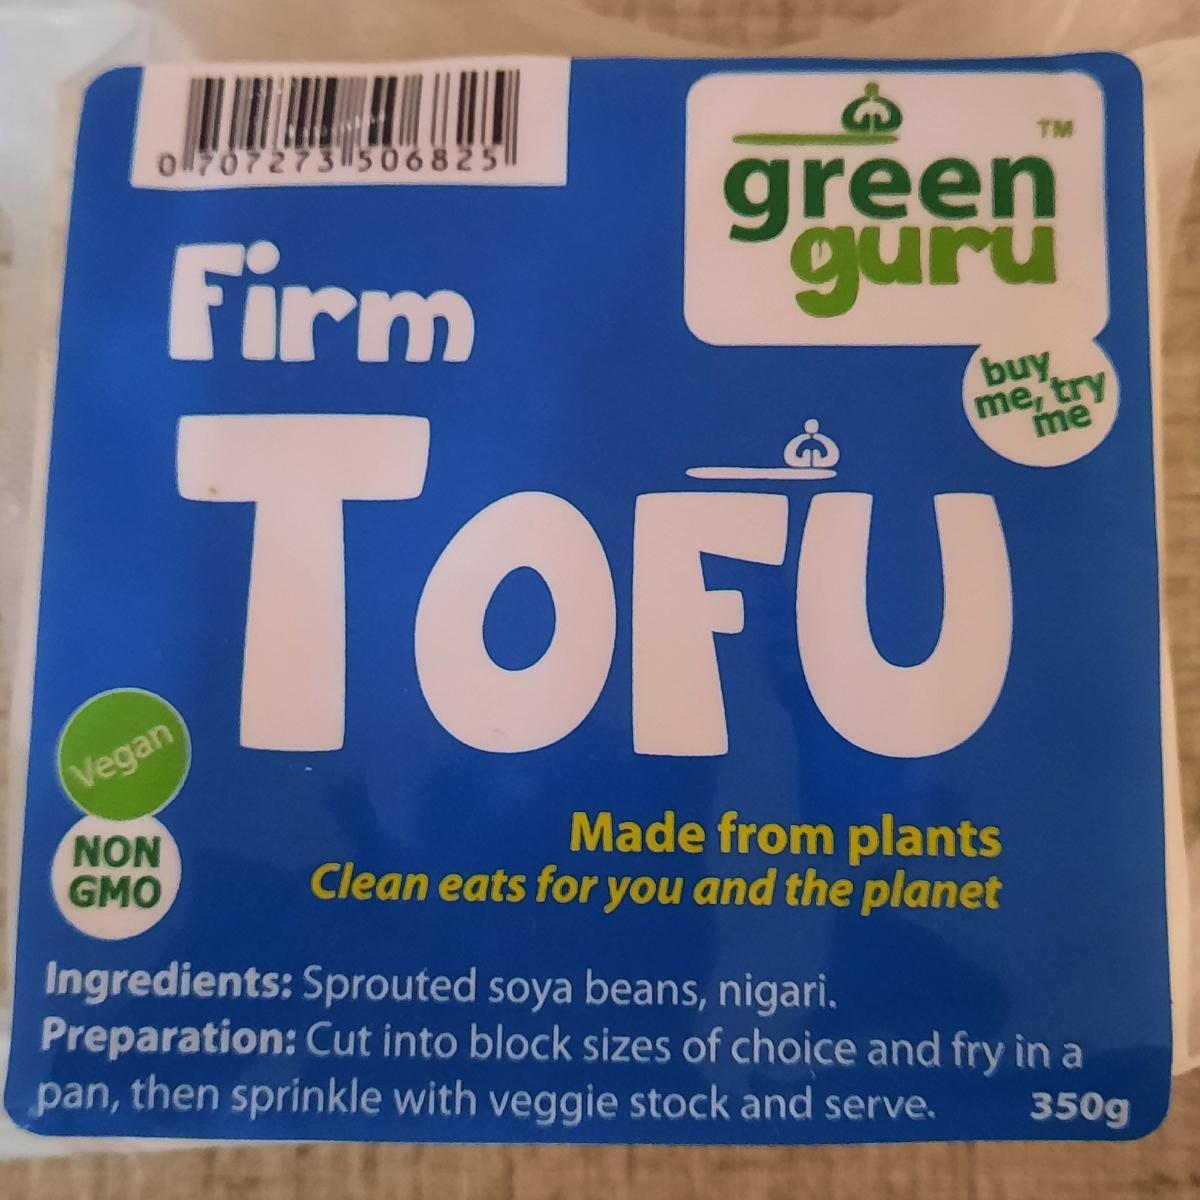 0 707273 506825
green
guru
TM
buy
me, try
me
Firm
TOFU
Vegan
NON
GMO
Made from plants
Clean eats for you and the planet
Ingredients: Sprouted soya beans, nigari.
Preparation: Cut into block sizes of choice and fry in a
pan, then sprinkle with veggie stock and serve.
350g